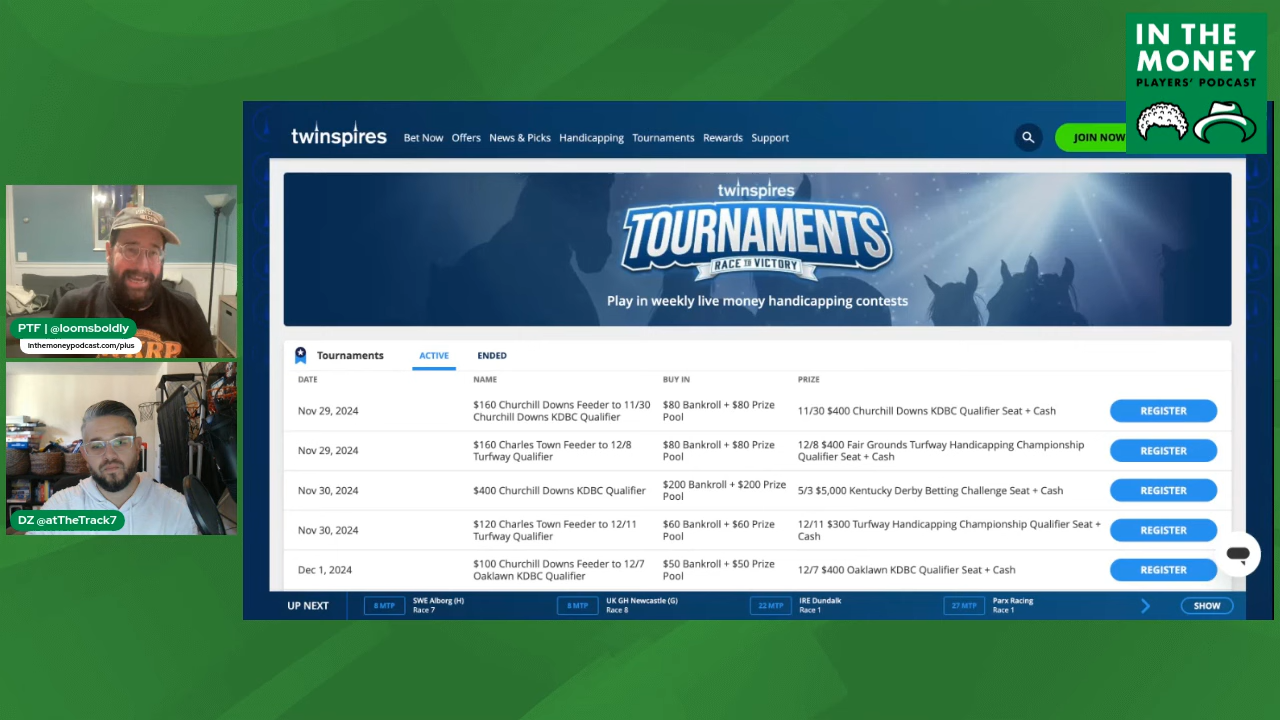 IN THE
MONEY
PLAYERS' PODCAST
twinspires
Bet Now Offers News & Picks Handicapping Tournaments Rewards Support
JOIN NOW
twinspires
TOURNAMENTS
RACE TO VICTORY
Play in weekly live money handicapping contests
PTF | @loomsboldly
inthemoneypodcast.com/plus
DZ @atTheTrack7
Tournaments ACTIVE ENDED
DATE NAME BUY IN PRIZE
Nov 29, 2024 $160 Churchill Downs Feeder to 11/30 $80 Bankroll + $80 Prize 11/30 $400 Churchill Downs KDBC Qualifier Seat + Cash REGISTER
Churchill Downs KDBC Qualifier Pool
Nov 29, 2024 $160 Charles Town Feeder to 12/8 $80 Bankroll + $80 Prize 12/8 $400 Fair Grounds Turfway Handicapping Championship REGISTER
Turfway Qualifier Pool Qualifier Seat + Cash
Nov 30, 2024 $400 Churchill Downs KDBC Qualifier $200 Bankroll + $200 Prize 5/3 $5,000 Kentucky Derby Betting Challenge Seat + Cash REGISTER
Pool
Nov 30, 2024 $120 Charles Town Feeder to 12/11 $60 Bankroll + $60 Prize 12/11 $300 Turfway Handicapping Championship Qualifier Seat + REGISTER
Turfway Qualifier Pool Cash
Dec 1, 2024 $100 Churchill Downs Feeder to 12/7 $50 Bankroll + $50 Prize 12/7 $400 Oaklawn KDBC Qualifier Seat + Cash REGISTER
Oaklawn KDBC Qualifier Pool
UP NEXT 8 MTP SWE Alborg (H) 8 MTP UK GH Newcastle (G) 22 MTP IRE Dundalk 27 MTP Parx Racing SHOW
Race 7 Race 8 Race 1 Race 1